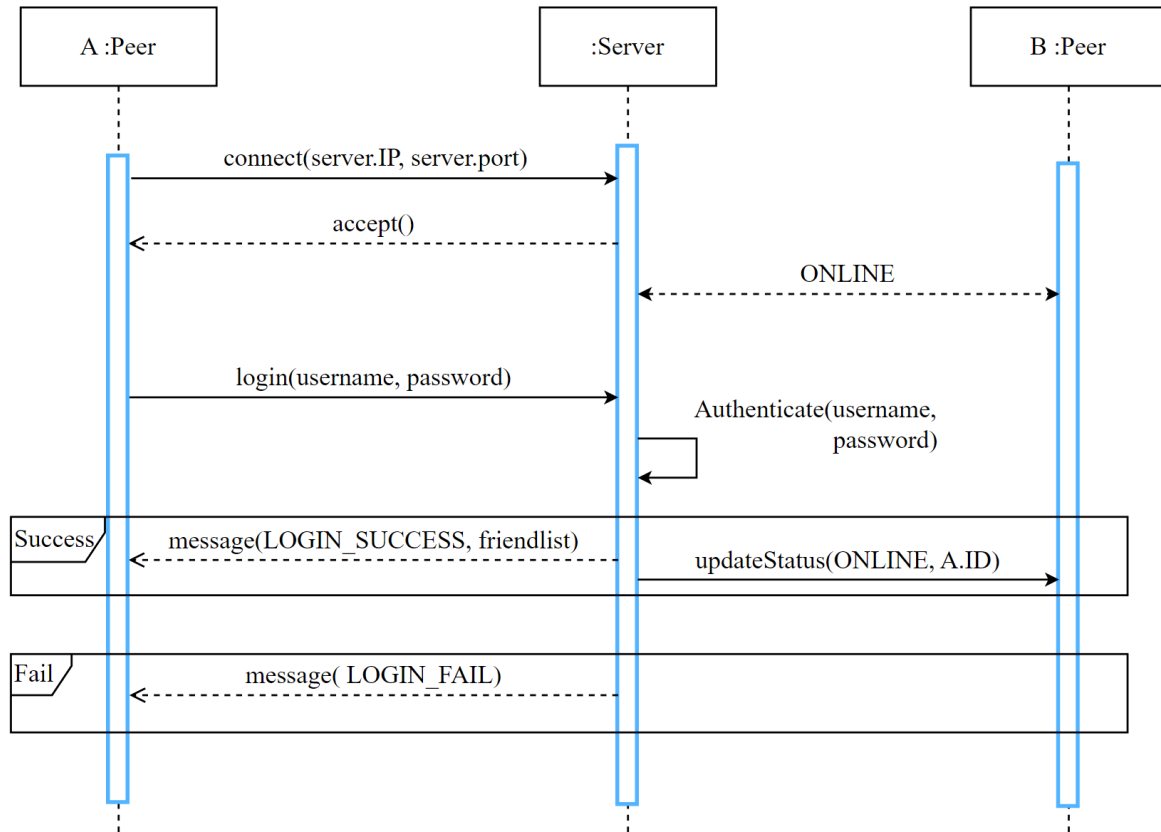 A :Peer
:Server
B :Peer
connect(server.IP, server.port)
accept()
ONLINE
login(username, password)
Authenticate(username,
password)
Success
message(LOGIN_SUCCESS, friendlist)
updateStatus(ONLINE, A.ID)
Fail
message( LOGIN_FAIL)